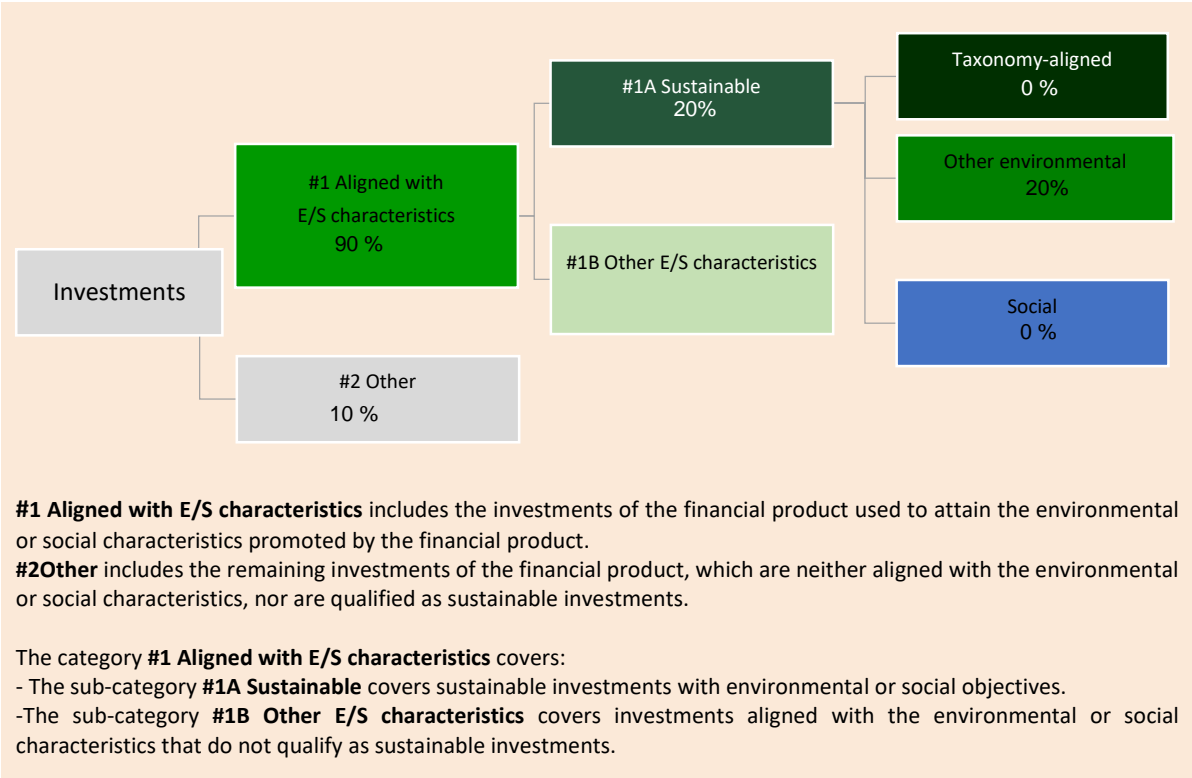 Investments
#1 Aligned with
E/S characteristics
90 %
#2 Other
10 %
#1A Sustainable
20%
#1B Other E/S characteristics
Taxonomy-aligned
0 %
Other environmental
20%
Social
0 %
#1 Aligned with E/S characteristics includes the investments of the financial product used to attain the environmental
or social characteristics promoted by the financial product.
#2Other includes the remaining investments of the financial product, which are neither aligned with the environmental
or social characteristics, nor are qualified as sustainable investments.
The category #1 Aligned with E/S characteristics covers:
- The sub-category #1A Sustainable covers sustainable investments with environmental or social objectives.
-The sub-category #1B Other E/S characteristics covers investments aligned with the environmental or social
characteristics that do not qualify as sustainable investments.